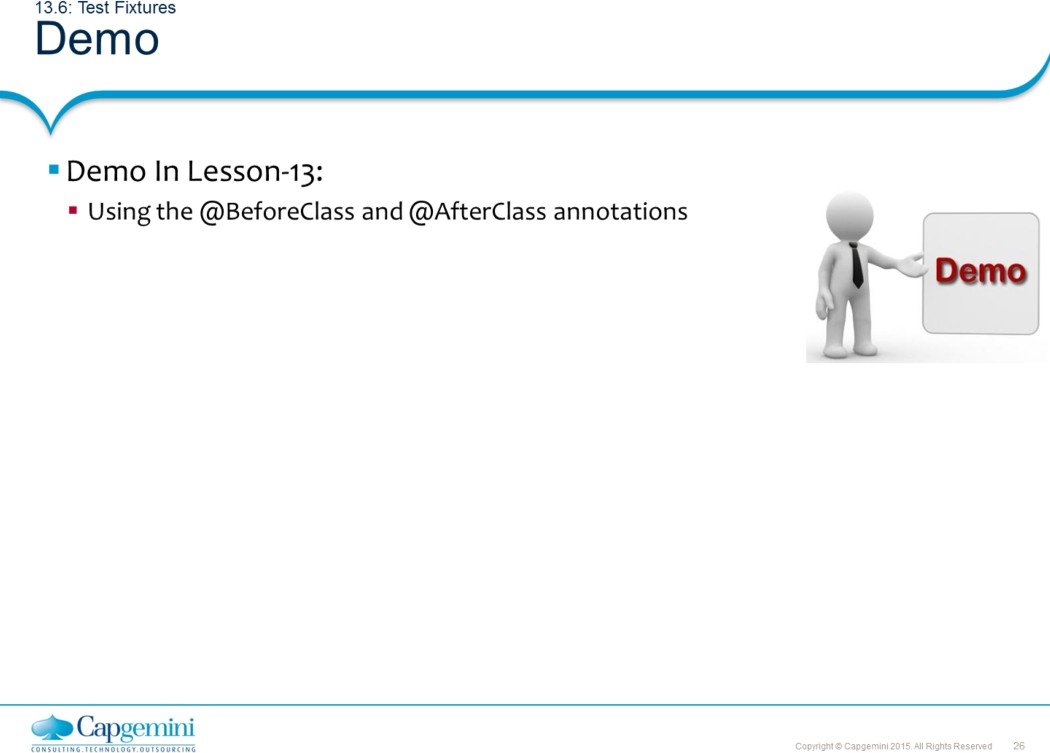 13.6: Test Fixtures
Demo
Demo In Lesson-13:
Using the @BeforeClass and @AfterClass annotations
Demo
Capgemini
CONSULTING.TECHNOLOGY.OUTSOURCING
Copyright © Capgemini 2015. All Rights Reserved 26